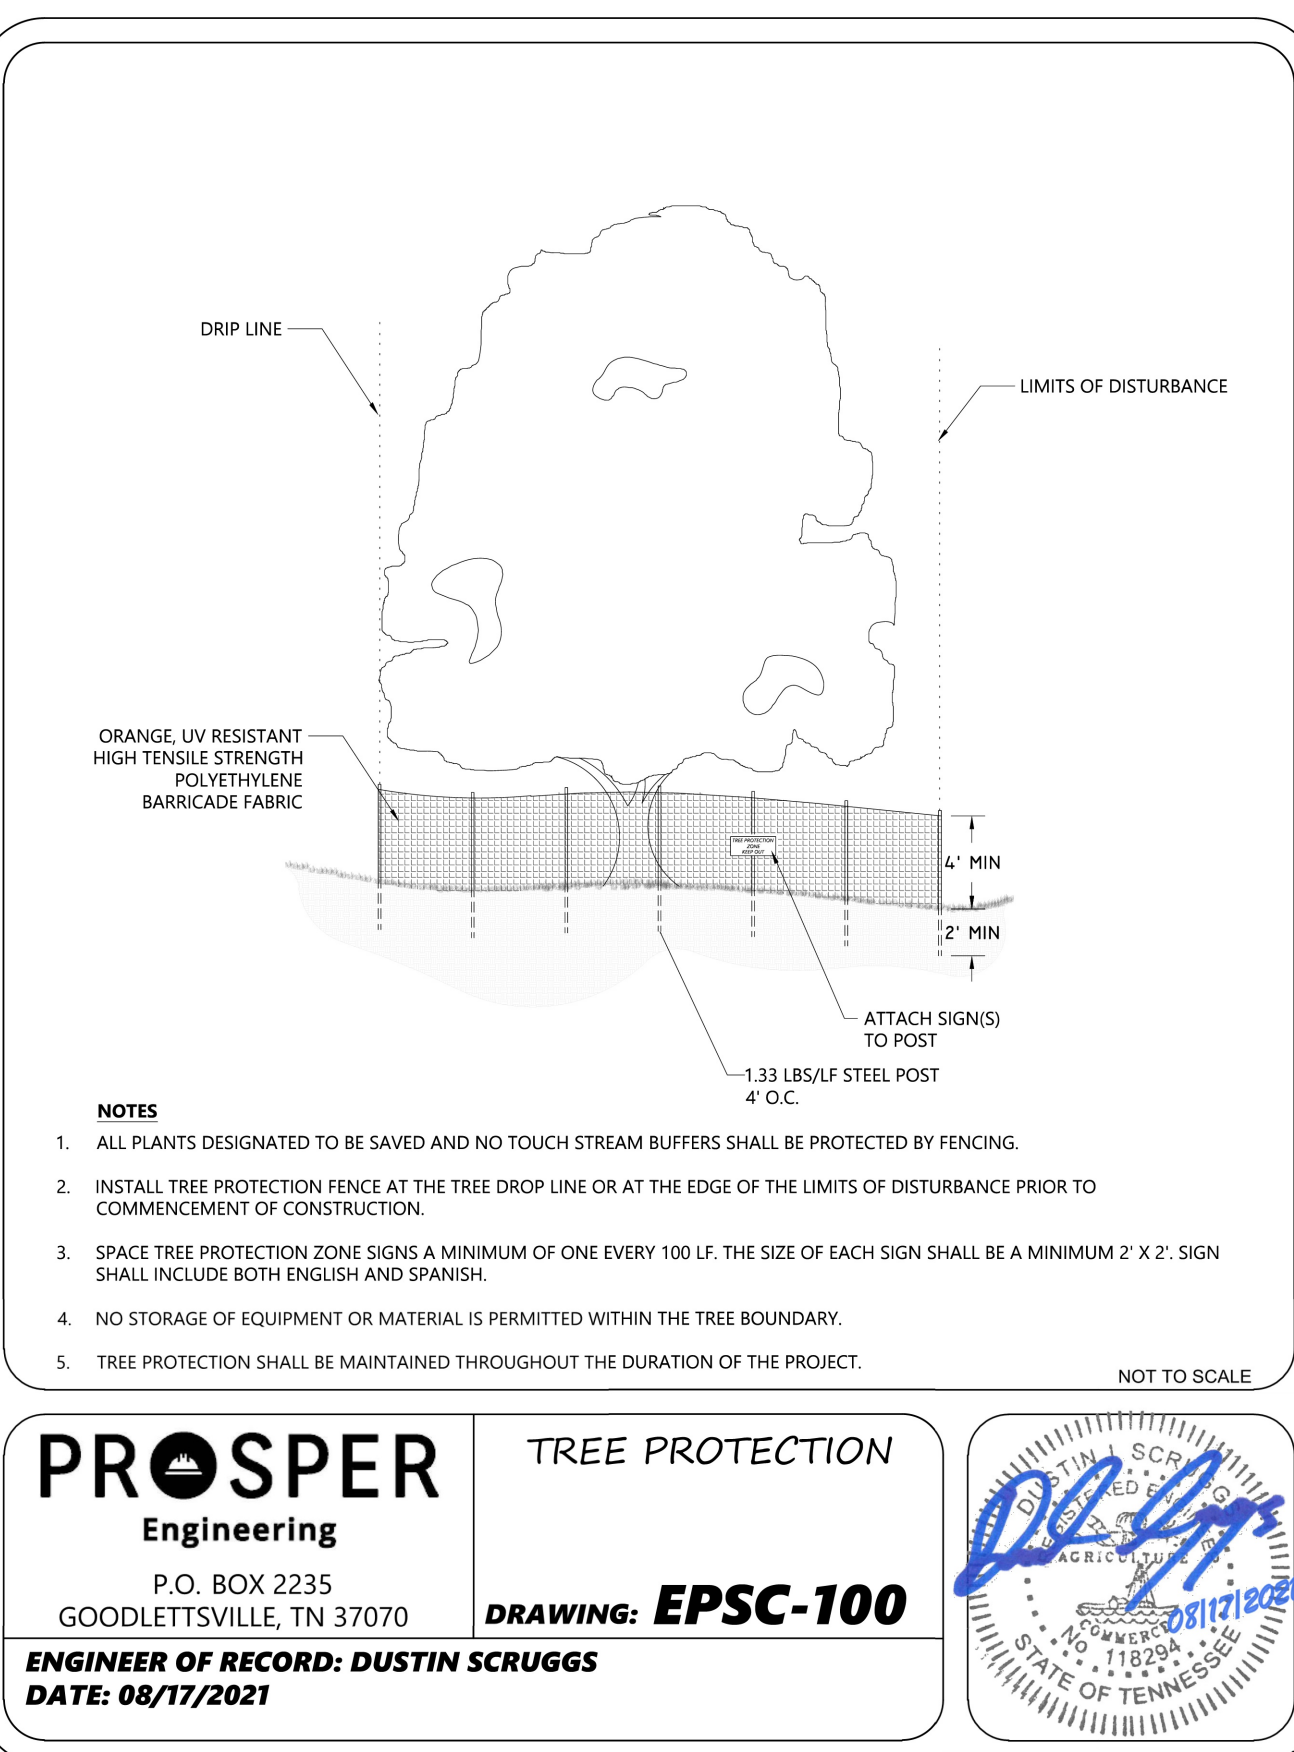 DRIP LINE
LIMITS OF DISTURBANCE
ORANGE, UV RESISTANT
HIGH TENSILE STRENGTH
POLYETHYLENE
BARRICADE FABRIC
TREE PROTECTION
ZONE
KEEP OUT
4' MIN
2' MIN
ATTACH SIGN(S)
TO POST
1.33 LBS/LF STEEL POST
4' O.C.
NOTES
1. ALL PLANTS DESIGNATED TO BE SAVED AND NO TOUCH STREAM BUFFERS SHALL BE PROTECTED BY FENCING.
2. INSTALL TREE PROTECTION FENCE AT THE TREE DROP LINE OR AT THE EDGE OF THE LIMITS OF DISTURBANCE PRIOR TO
COMMENCEMENT OF CONSTRUCTION.
3. SPACE TREE PROTECTION ZONE SIGNS A MINIMUM OF ONE EVERY 100 LF. THE SIZE OF EACH SIGN SHALL BE A MINIMUM 2' X 2'. SIGN
SHALL INCLUDE BOTH ENGLISH AND SPANISH.
4. NO STORAGE OF EQUIPMENT OR MATERIAL IS PERMITTED WITHIN THE TREE BOUNDARY.
5. TREE PROTECTION SHALL BE MAINTAINED THROUGHOUT THE DURATION OF THE PROJECT.
NOT TO SCALE
PROSPER
Engineering
P.O. BOX 2235
GOODLETTSVILLE, TN 37070
TREE PROTECTION
DRAWING: EPSC-100
ENGINEER OF RECORD: DUSTIN SCRUGGS
DATE: 08/17/2021
DUSTIN L SCRUGGS
AGRICULTURE
COMMERCE
No 118294
STATE OF TENNESSEE